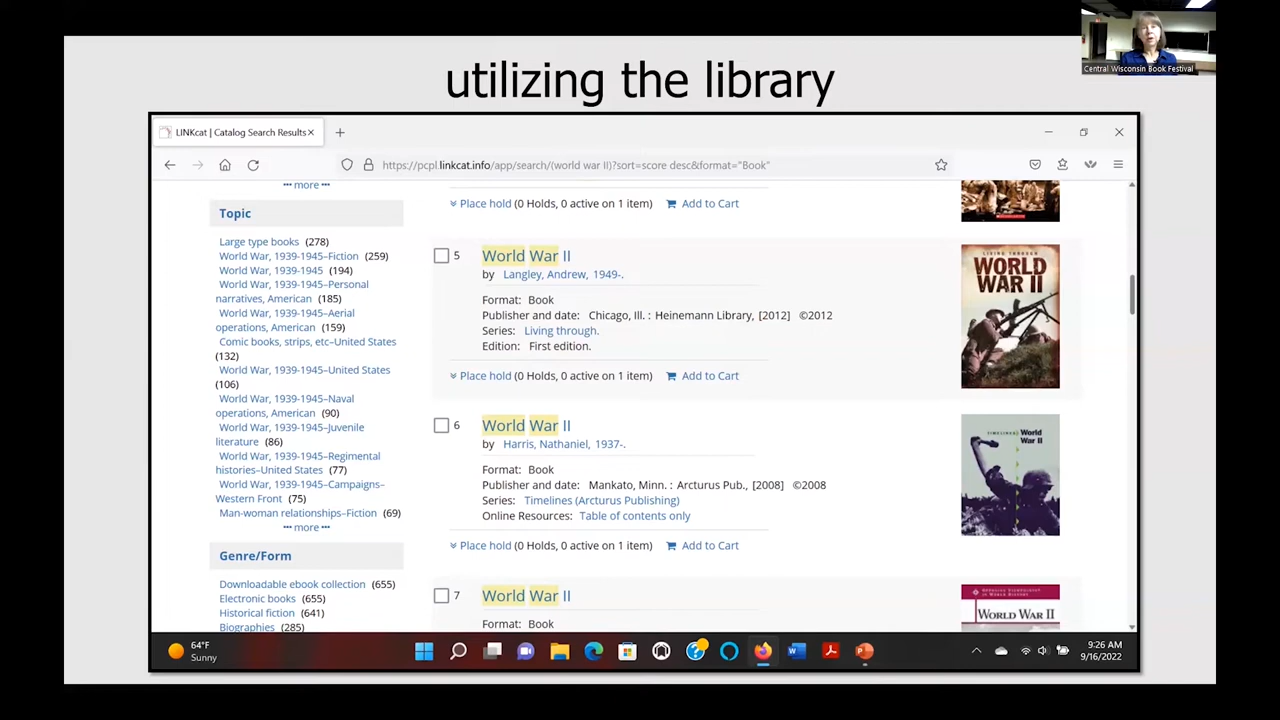 utilizing the library
Central Wisconsin Book Festival
LINKcat | Catalog Search Results
https://pcpl.linkcat.info/app/search/(world war II)?sort=score desc&format="Book"
••• more •••
Topic
Large type books (278)
World War, 1939-1945–Fiction (259)
World War, 1939-1945 (194)
World War, 1939-1945–Personal
narratives, American (185)
World War, 1939-1945–Aerial
operations, American (159)
Comic books, strips, etc–United States
(132)
World War, 1939-1945–United States
(106)
World War, 1939-1945–Naval
operations, American (90)
World War, 1939-1945–Juvenile
literature (86)
World War, 1939-1945–Regimental
histories–United States (77)
World War, 1939-1945–Campaigns–
Western Front (75)
Man-woman relationships–Fiction (69)
••• more •••
Genre/Form
Downloadable ebook collection (655)
Electronic books (655)
Historical fiction (641)
Biographies (285)
Place hold (0 Holds, 0 active on 1 item) Add to Cart
5 World War II
by Langley, Andrew, 1949-.
Format: Book
Publisher and date: Chicago, Ill. : Heinemann Library, [2012] ©2012
Series: Living through.
Edition: First edition.
Place hold (0 Holds, 0 active on 1 item) Add to Cart
LIVING THROUGH
WORLD
WAR II
6 World War II
by Harris, Nathaniel, 1937-.
Format: Book
Publisher and date: Mankato, Minn. : Arcturus Pub., [2008] ©2008
Series: Timelines (Arcturus Publishing)
Online Resources: Table of contents only
Place hold (0 Holds, 0 active on 1 item) Add to Cart
TIMELINES World
War II
7 World War II
Format: Book
WORLD WAR II
64°F
Sunny
9:26 AM
9/16/2022